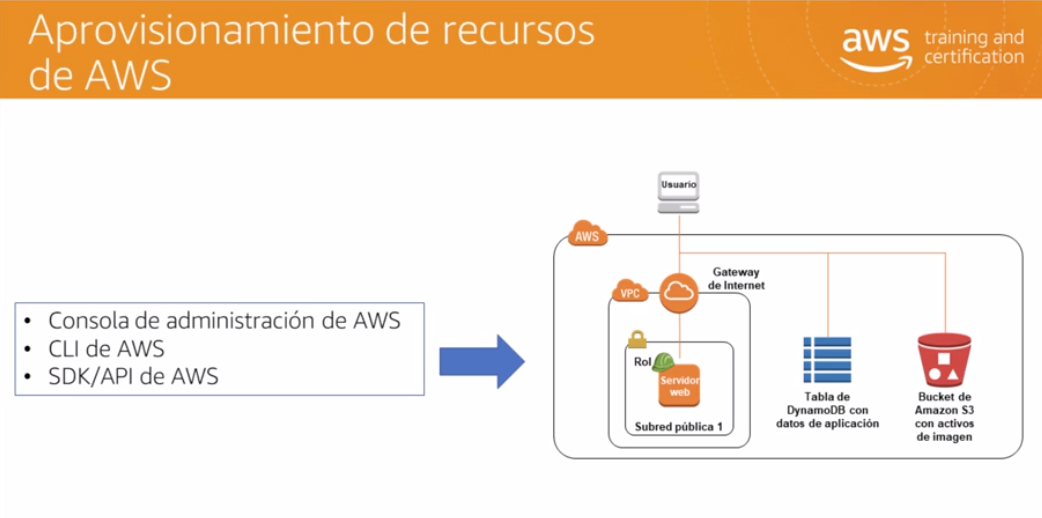 Aprovisionamiento de recursos
de AWS
aws training and
certification
• Consola de administración de AWS
• CLI de AWS
• SDK/API de AWS
Usuario
AWS
Gateway
de Internet
VPC
Rol
Servidor
web
Subred pública 1
Tabla de
DynamoDB con
datos de aplicación
Bucket de
Amazon S3
con activos
de imagen